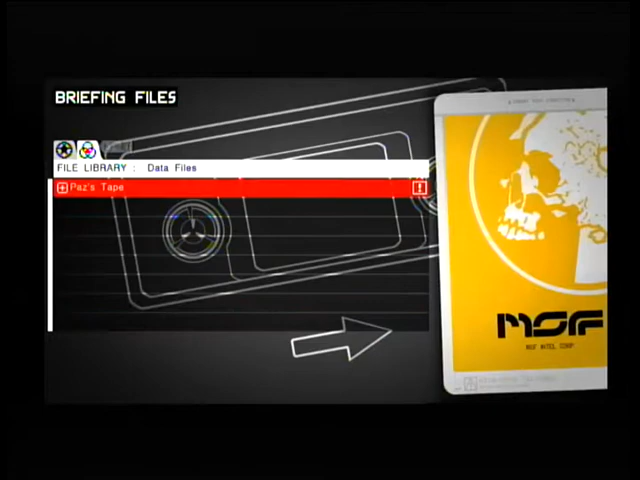 BRIEFING FILES
FILE LIBRARY : Data Files
Paz's Tape
MSF
MSF INTEL CORP